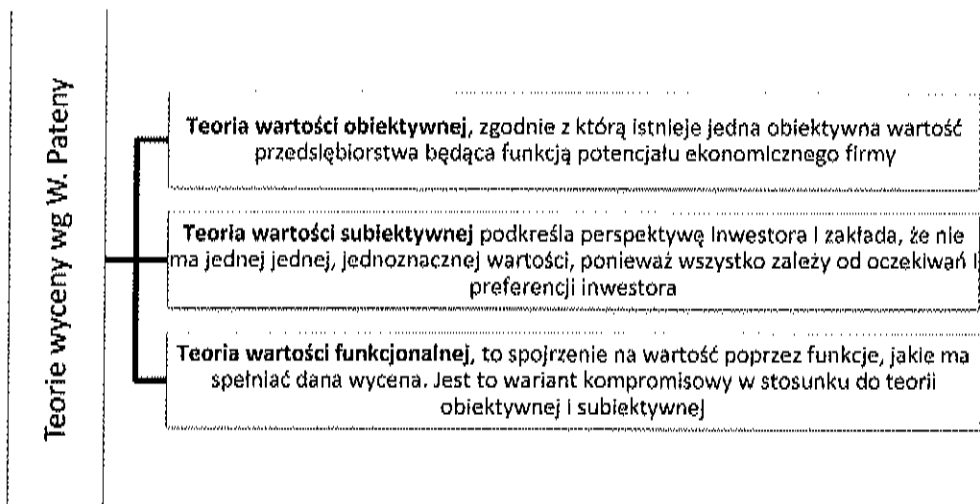 Teorie wyceny wg W. Pateny
Teoria wartości obiektywnej, zgodnie z którą istnieje jedna obiektywna wartość
przedsiębiorstwa będąca funkcją potencjału ekonomicznego firmy
Teoria wartości subiektywnej podkreśla perspektywę Inwestora I zakłada, że nie
ma jednej jednej, jednoznacznej wartości, ponieważ wszystko zależy od oczekiwań i
preferencji inwestora
Teoria wartości funkcjonalnej, to spojrzenie na wartość poprzez funkcje, jakie ma
spełniać dana wycena. Jest to wariant kompromisowy w stosunku do teorii
obiektywnej i subiektywnej